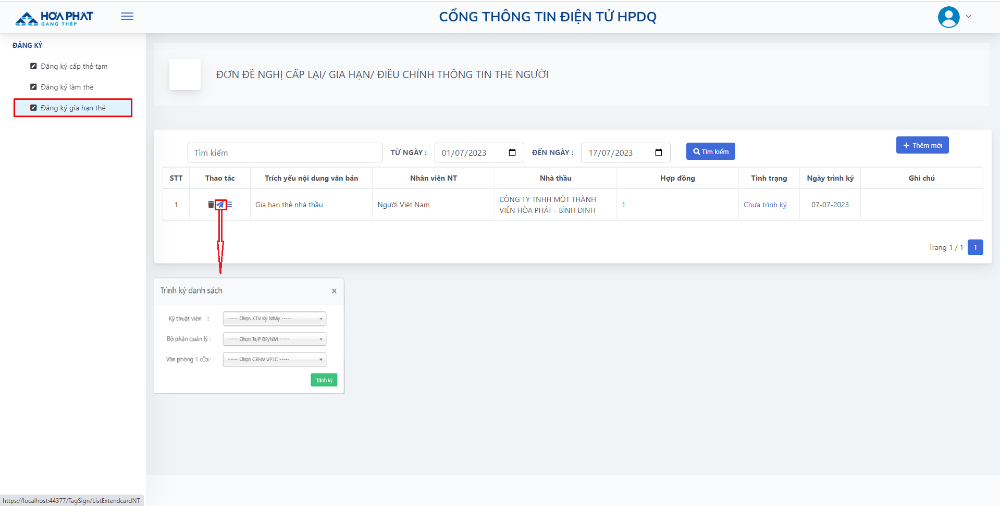 HÒA PHÁT
GANG THÉP
CỔNG THÔNG TIN ĐIỆN TỬ HPDQ
ĐĂNG KÝ
Đăng ký cấp thẻ tạm
Đăng ký làm thẻ
Đăng ký gia hạn thẻ
ĐƠN ĐỀ NGHỊ CẤP LẠI/ GIA HẠN/ ĐIỀU CHỈNH THÔNG TIN THẺ NGƯỜI
Tìm kiếm TỪ NGÀY : 01/07/2023 ĐẾN NGÀY : 17/07/2023 Tìm kiếm + Thêm mới
STT Thao tác Trích yếu nội dung văn bản Nhân viên NT Nhà thầu Hợp đồng Tình trạng Ngày trình ký Ghi chú
1 Gia hạn thẻ nhà thầu Người Việt Nam CÔNG TY TNHH MỘT THÀNH VIÊN HÒA PHÁT - BÌNH ĐỊNH 1 Chưa trình ký 07-07-2023
Trang 1 / 1 1
Trình ký danh sách x
Kỹ thuật viên : ----- Chọn KTV Ký Nháy -----
Bộ phận quản lý : ----- Chọn Tr/P BP/NM -----
Văn phòng 1 cửa : ----- Chọn CBNV VP1C -----
Trình ký
https://localhost:44377/TagSign/ListExtendcardNT